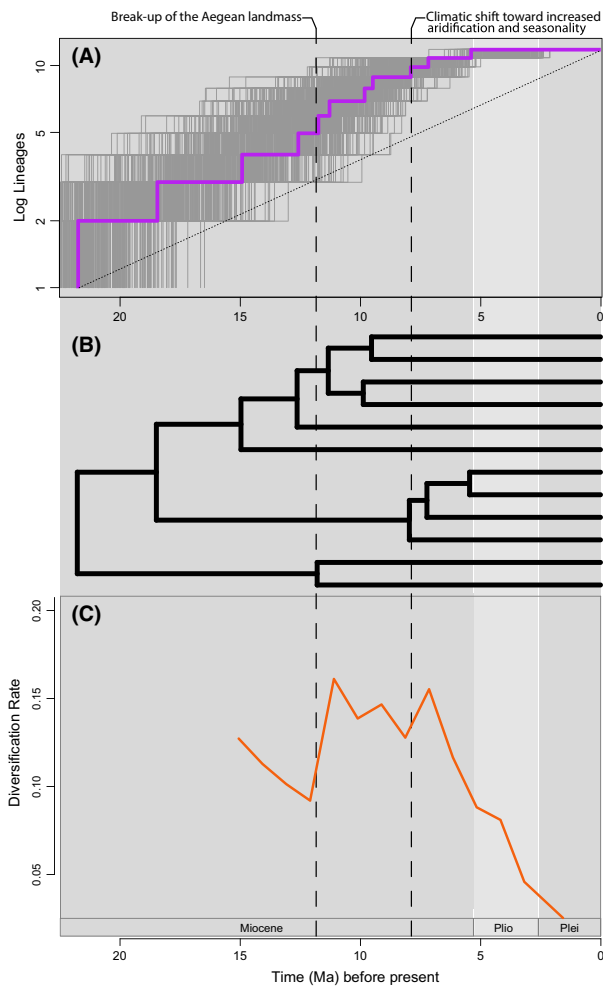 Break-up of the Aegean landmass
Climatic shift toward increased
aridification and seasonality
(A)
Log Lineages
10
5
2
1
20
15
10
5
0
(B)
(C)
Diversification Rate
0.20
0.15
0.10
0.05
Miocene
Plio
Plei
20
15
10
5
0
Time (Ma) before present